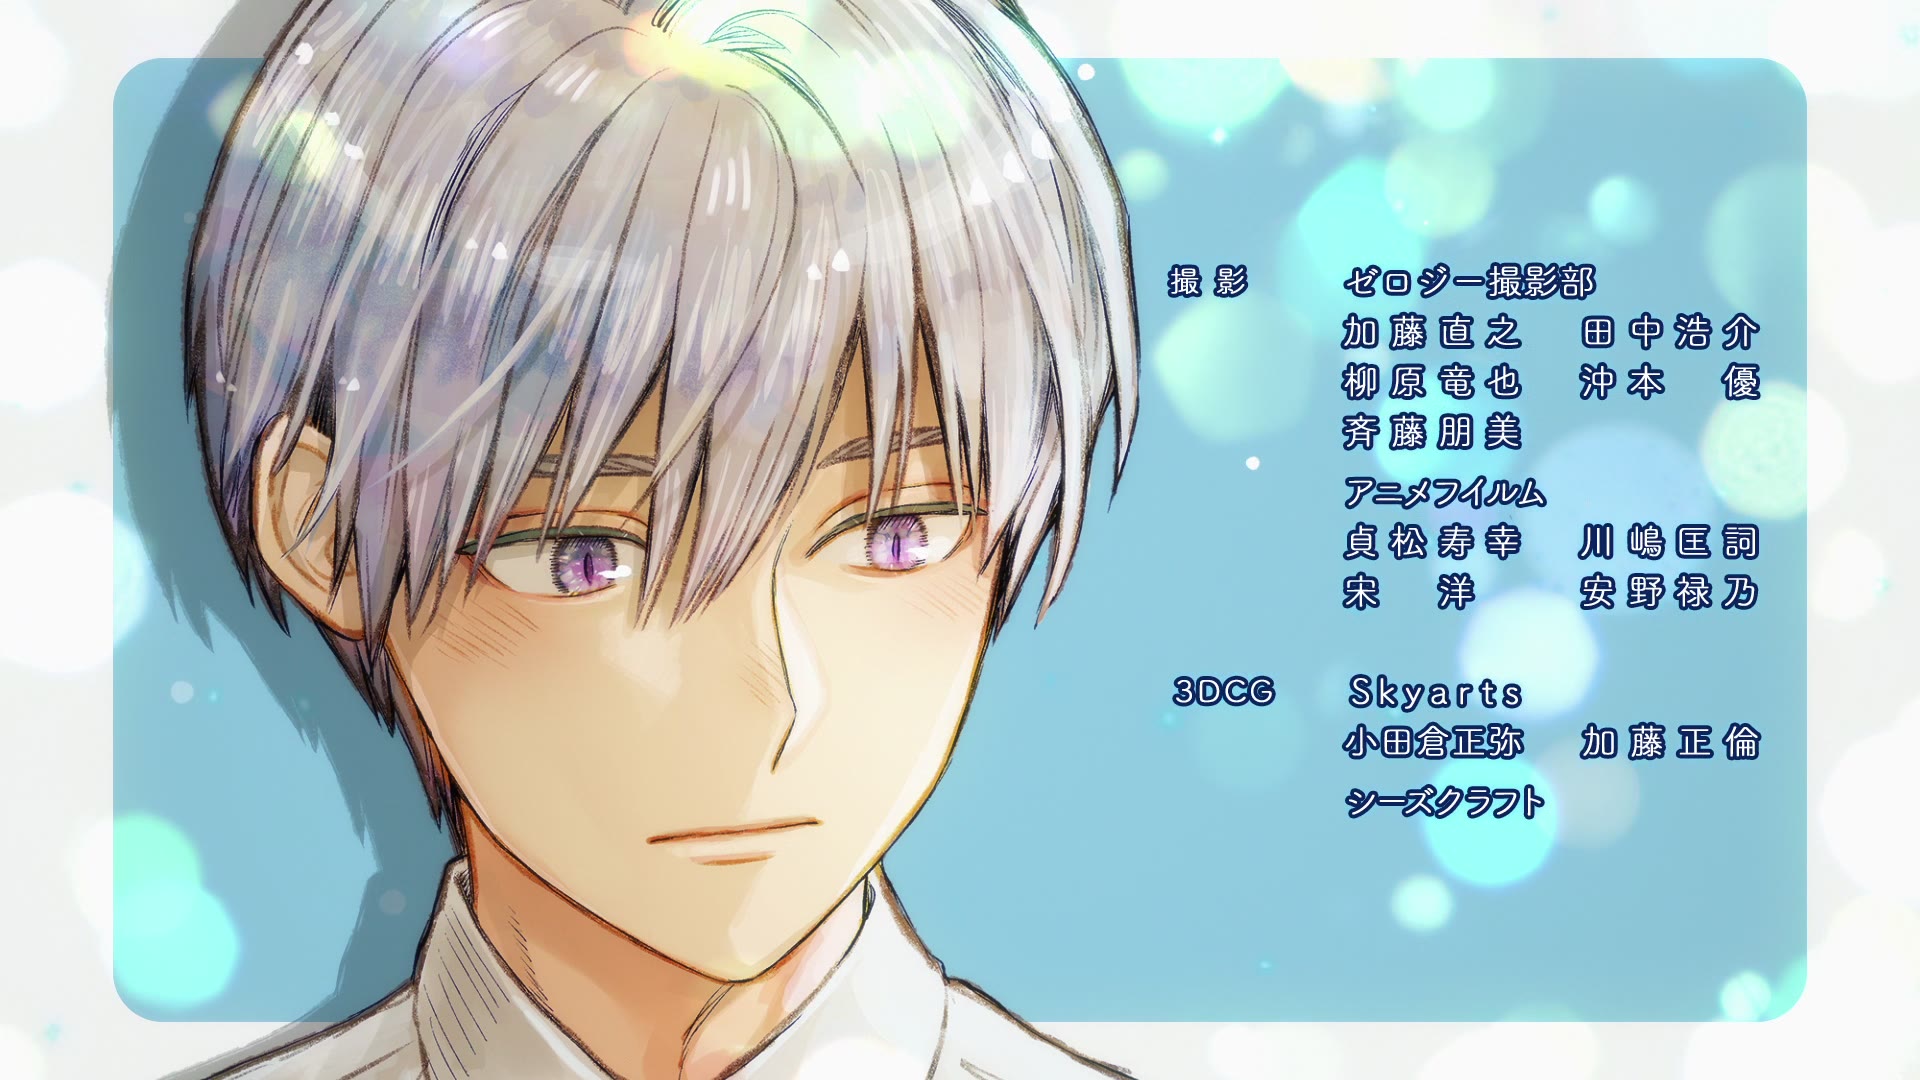 撮影 ゼロジー撮影部
加藤直之 田中浩介
柳原竜也 沖本 優
斉藤朋美
アニメフイルム
貞松寿幸 川嶋匡詞
宋 洋 安野禄乃
3DCG Skyarts
小田倉正弥 加藤正倫
シーズクラフト